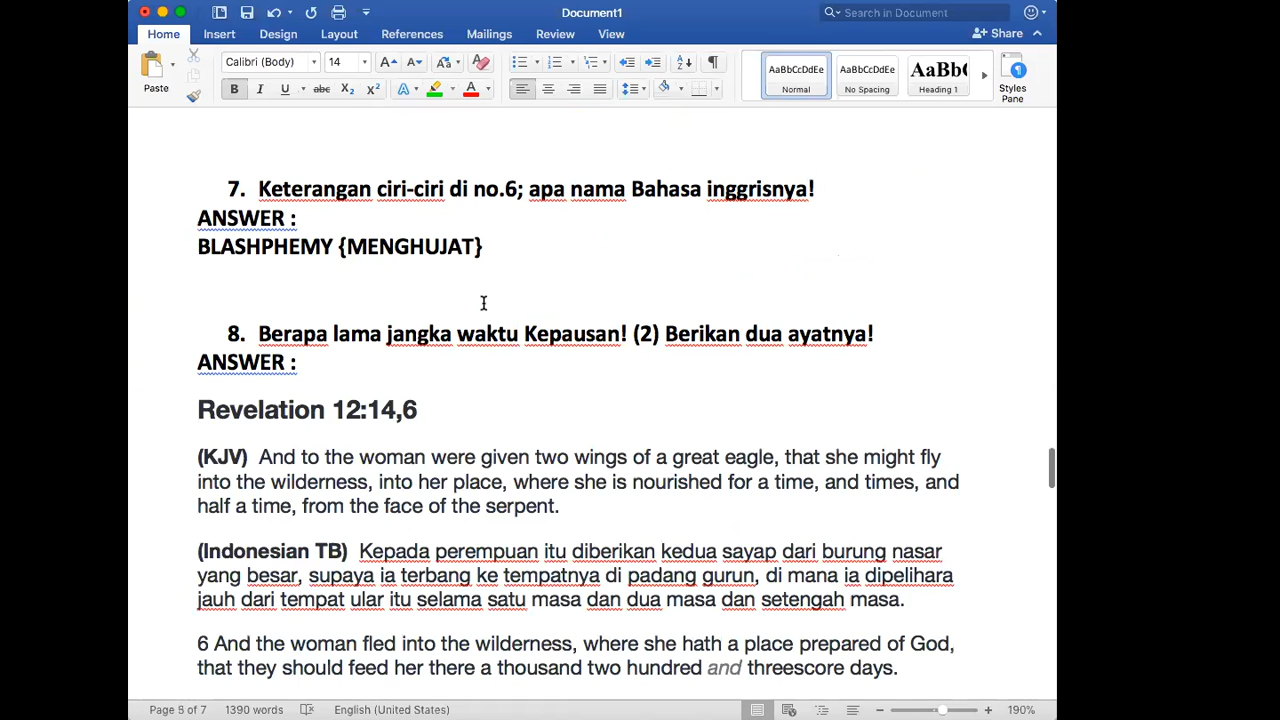 Document1
Search in Document
Home Insert Design Layout References Mailings Review View
Share
Paste
Calibri (Body) 14
AaBbCcDdEe AaBbCcDdEe AaBb(
Normal No Spacing Heading 1
Styles Pane
7. Keterangan ciri-ciri di no.6; apa nama Bahasa inggrisnya!
ANSWER :
BLASHPHEMY {MENGHUJAT}
8. Berapa lama jangka waktu Kepausan! (2) Berikan dua ayatnya!
ANSWER :
Revelation 12:14,6
(KJV) And to the woman were given two wings of a great eagle, that she might fly
into the wilderness, into her place, where she is nourished for a time, and times, and
half a time, from the face of the serpent.
(Indonesian TB) Kepada perempuan itu diberikan kedua sayap dari burung nasar
yang besar, supaya ia terbang ke tempatnya di padang gurun, di mana ia dipelihara
jauh dari tempat ular itu selama satu masa dan dua masa dan setengah masa.
6 And the woman fled into the wilderness, where she hath a place prepared of God,
that they should feed her there a thousand two hundred and threescore days.
Page 5 of 7 1390 words English (United States) 190%